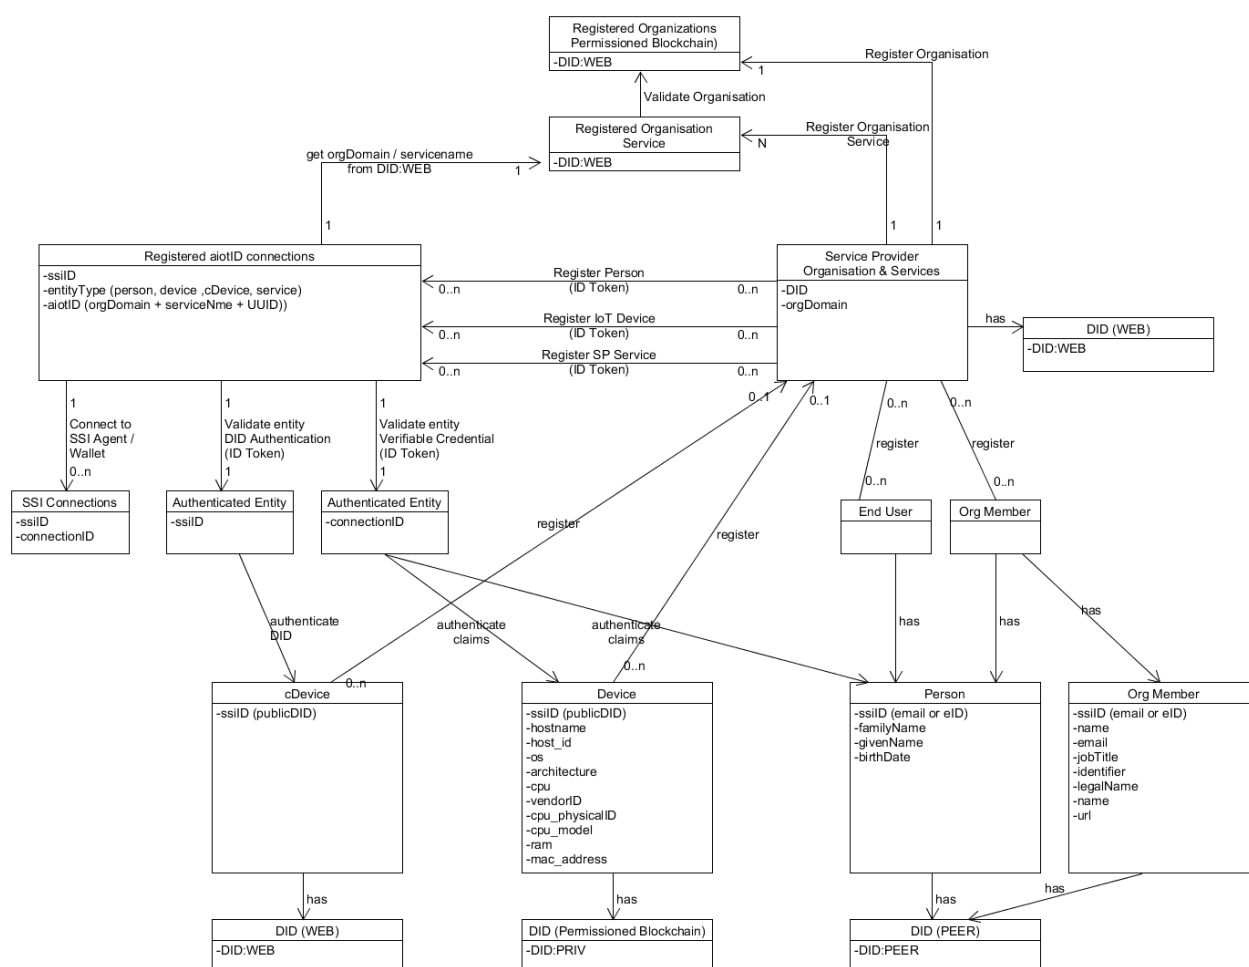 Registered Organizations
Permissioned Blockchain)
-DID:WEB
Register Organisation
1
Validate Organisation
Registered Organisation
Service
-DID:WEB
Register Organisation
Service
N
get orgDomain / servicename
from DID:WEB
1
1
1
1
Registered aiotID connections
-ssiID
-entityType (person, device ,cDevice, service)
-aiotID (orgDomain + serviceNme + UUID))
Service Provider
Organisation & Services
-DID
-orgDomain
Register Person
(ID Token)
0..n
0..n
Register IoT Device
(ID Token)
0..n
0..n
Register SP Service
(ID Token)
0..n
0..n
has
DID (WEB)
-DID:WEB
1
Connect to
SSI Agent /
Wallet
0..n
1
Validate entity
DID Authentication
(ID Token)
1
1
Validate entity
Verifiable Credential
(ID Token)
1
0..1
0..1
0..n
register
0..n
0..n
register
0..n
SSI Connections
-ssiID
-connectionID
Authenticated Entity
-ssiID
Authenticated Entity
-connectionID
End User
Org Member
register
register
authenticate
DID
authenticate
claims
authenticate
claims
has
has
has
0..n
0..n
cDevice
-ssiID (publicDID)
Device
-ssiID (publicDID)
-hostname
-host_id
-os
-architecture
-cpu
-vendorID
-cpu_physicalID
-cpu_model
-ram
-mac_address
Person
-ssiID (email or eID)
-familyName
-givenName
-birthDate
Org Member
-ssiID (email or eID)
-name
-email
-jobTitle
-identifier
-legalName
-name
-url
has
has
has
has
DID (WEB)
-DID:WEB
DID (Permissioned Blockchain)
-DID:PRIV
DID (PEER)
-DID:PEER